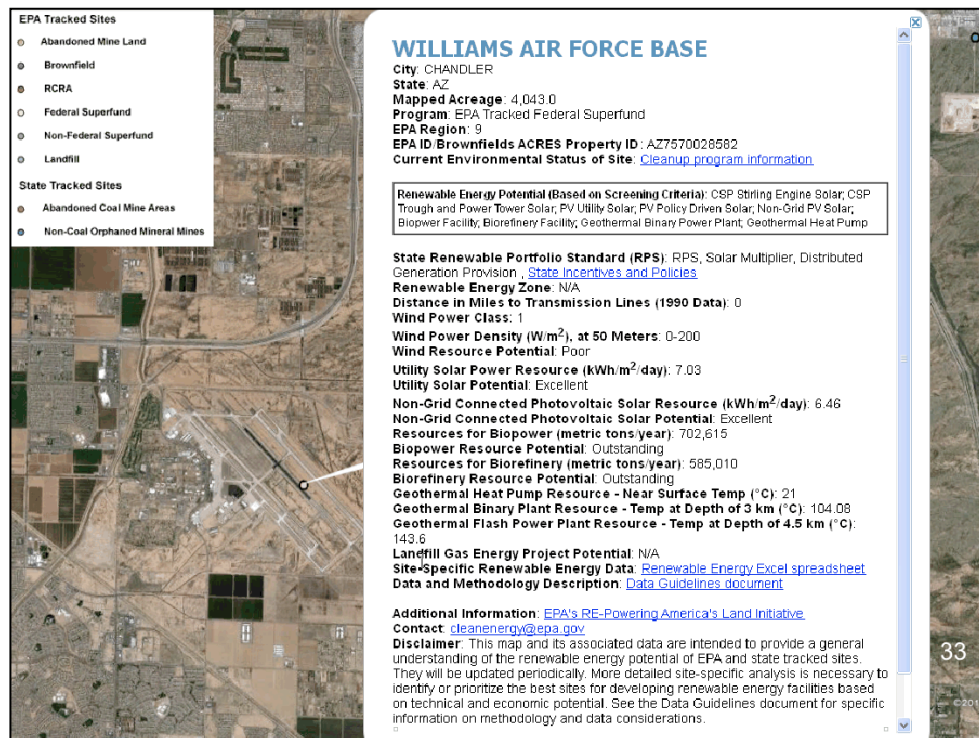 EPA Tracked Sites
Abandoned Mine Land
Brownfield
RCRA
Federal Superfund
Non-Federal Superfund
Landfill
State Tracked Sites
Abandoned Coal Mine Areas
Non-Coal Orphaned Mineral Mines
WILLIAMS AIR FORCE BASE
City: CHANDLER
State: AZ
Mapped Acreage: 4,043.0
Program: EPA Tracked Federal Superfund
EPA Region: 9
EPA ID/Brownfields ACRES Property ID: AZ7570028582
Current Environmental Status of Site: Cleanup program information
Renewable Energy Potential (Based on Screening Criteria): CSP Stirling Engine Solar; CSP
Trough and Power Tower Solar; PV Utility Solar; PV Policy Driven Solar; Non-Grid PV Solar;
Biopower Facility; Biorefinery Facility; Geothermal Binary Power Plant; Geothermal Heat Pump
State Renewable Portfolio Standard (RPS): RPS, Solar Multiplier, Distributed
Generation Provision , State Incentives and Policies
Renewable Energy Zone: N/A
Distance in Miles to Transmission Lines (1990 Data): 0
Wind Power Class: 1
Wind Power Density (W/m²), at 50 Meters: 0-200
Wind Resource Potential: Poor
Utility Solar Power Resource (kWh/m²/day): 7.03
Utility Solar Potential: Excellent
Non-Grid Connected Photovoltaic Solar Resource (kWh/m²/day): 6.46
Non-Grid Connected Photovoltaic Solar Potential: Excellent
Resources for Biopower (metric tons/year): 702,615
Biopower Resource Potential: Outstanding
Resources for Biorefinery (metric tons/year): 585,010
Biorefinery Resource Potential: Outstanding
Geothermal Heat Pump Resource - Near Surface Temp (°C): 21
Geothermal Binary Plant Resource - Temp at Depth of 3 km (°C): 104.08
Geothermal Flash Power Plant Resource - Temp at Depth of 4.5 km (°C):
143.6
Landfill Gas Energy Project Potential: N/A
Site-Specific Renewable Energy Data: Renewable Energy Excel spreadsheet
Data and Methodology Description: Data Guidelines document
Additional Information: EPA's RE-Powering America's Land Initiative
Contact: cleanenergy@epa.gov
Disclaimer: This map and its associated data are intended to provide a general
understanding of the renewable energy potential of EPA and state tracked sites.
They will be updated periodically. More detailed site-specific analysis is necessary to
identify or prioritize the best sites for developing renewable energy facilities based
on technical and economic potential. See the Data Guidelines document for specific
information on methodology and data considerations.
33
©201